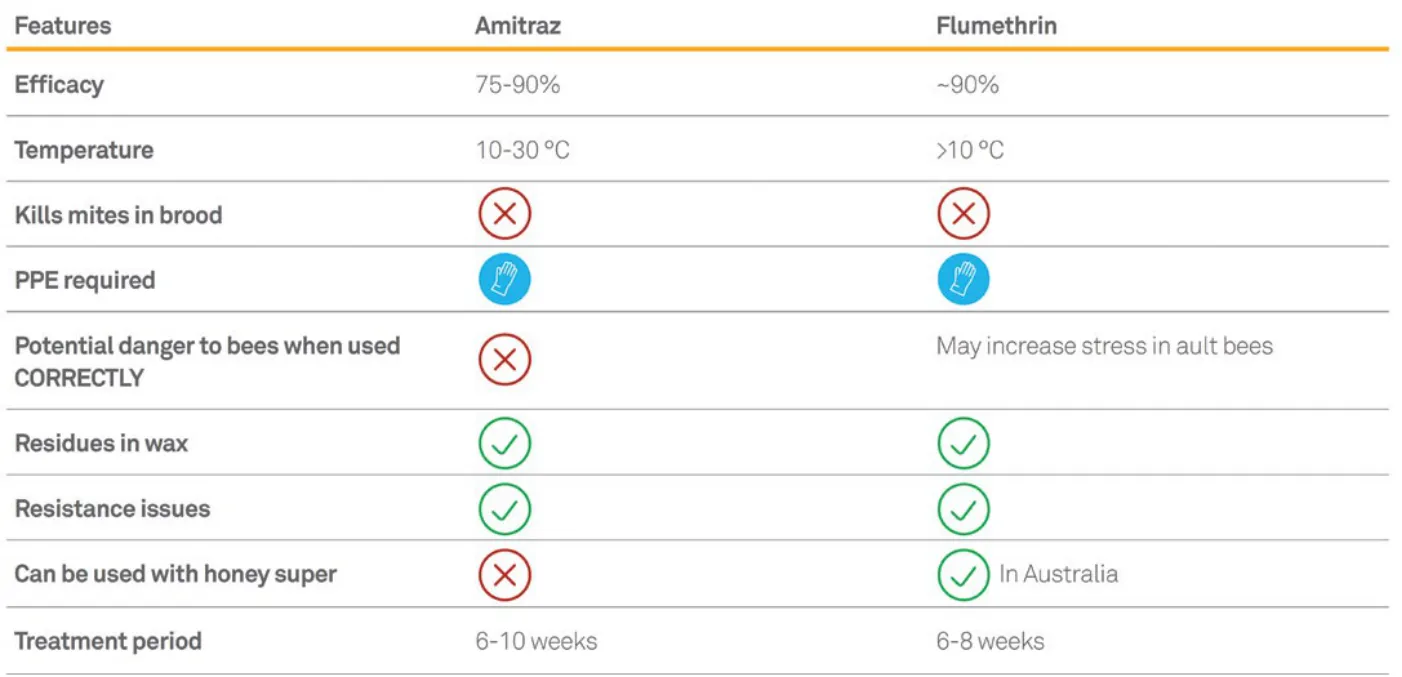 Features Amitraz Flumethrin
Efficacy 75-90% ~90%
Temperature 10-30 °C >10 °C
Kills mites in brood
PPE required
Potential danger to bees when used May increase stress in ault bees
CORRECTLY
Residues in wax
Resistance issues
Can be used with honey super In Australia
Treatment period 6-10 weeks 6-8 weeks